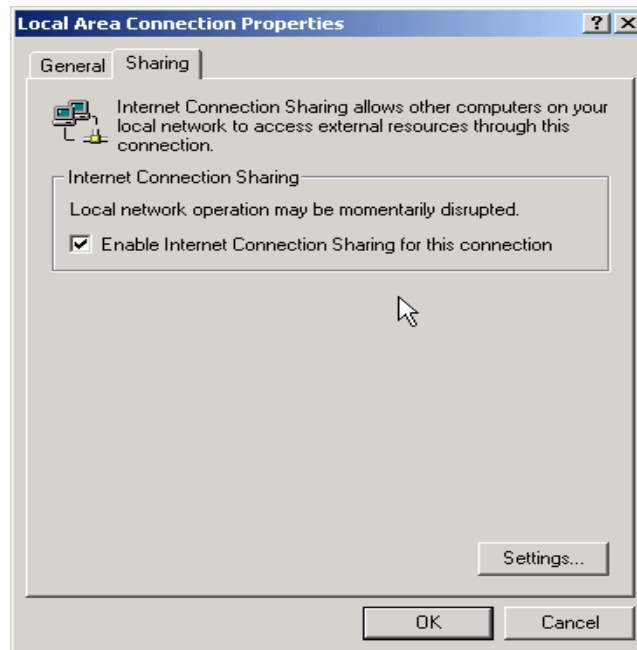 Local Area Connection Properties
General Sharing
Internet Connection Sharing allows other computers on your
local network to access external resources through this
connection.
Internet Connection Sharing
Local network operation may be momentarily disrupted.
Enable Internet Connection Sharing for this connection
Settings...
OK Cancel